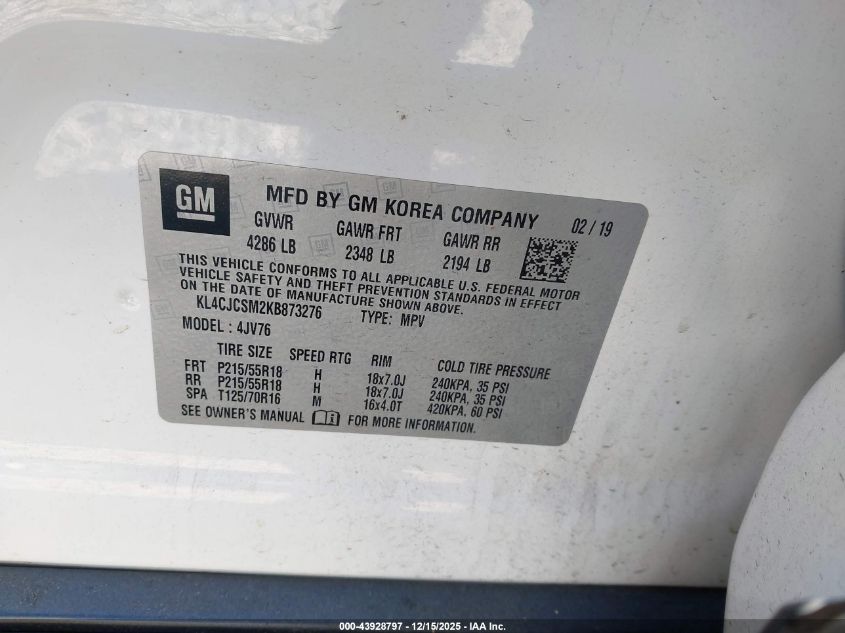 GM
MFD BY GM KOREA COMPANY 02 / 19
GVWR GAWR FRT GAWR RR
4286 LB 2348 LB 2194 LB
THIS VEHICLE CONFORMS TO ALL APPLICABLE U.S. FEDERAL MOTOR
VEHICLE SAFETY AND THEFT PREVENTION STANDARDS IN EFFECT
ON THE DATE OF MANUFACTURE SHOWN ABOVE.
KL4CJCSM2KB873276 TYPE: MPV
MODEL : 4JV76
TIRE SIZE SPEED RTG RIM COLD TIRE PRESSURE
FRT P215/55R18 H 18x7.0J 240KPA, 35 PSI
RR P215/55R18 H 18x7.0J 240KPA, 35 PSI
SPA T125/70R16 M 16x4.0T 420KPA, 60 PSI
SEE OWNER'S MANUAL FOR MORE INFORMATION.
000-43928797 - 12/15/2025 - IAA Inc.